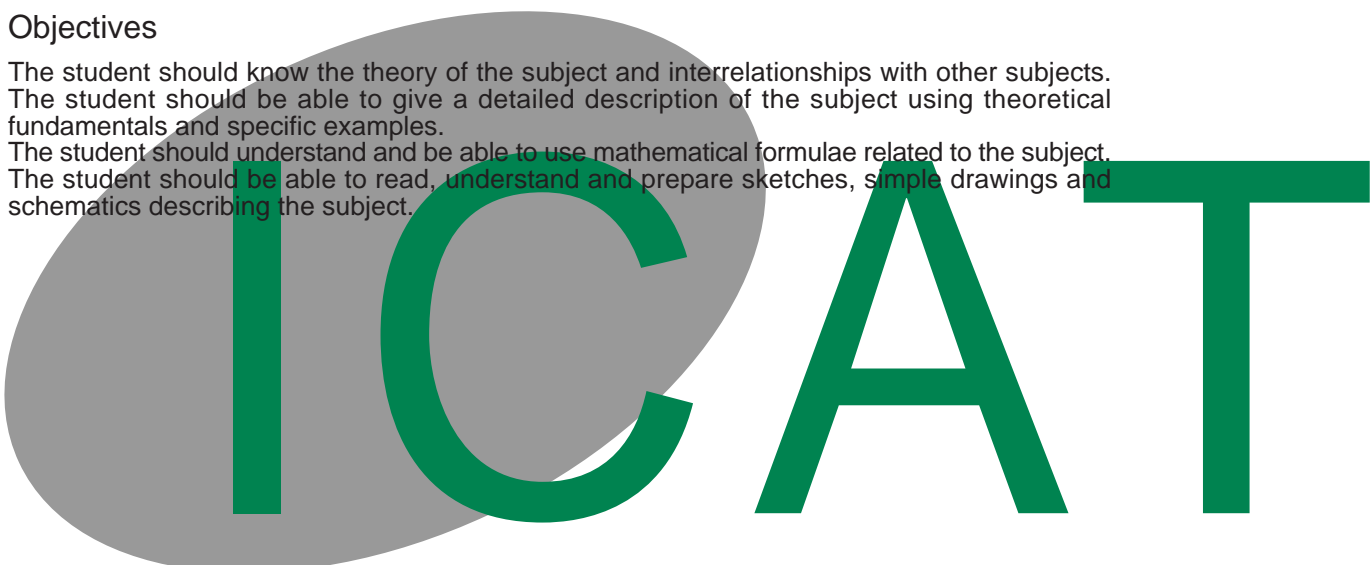 Objectives
The student should know the theory of the subject and interrelationships with other subjects.
The student should be able to give a detailed description of the subject using theoretical
fundamentals and specific examples.
The student should understand and be able to use mathematical formulae related to the subject.
The student should be able to read, understand and prepare sketches, simple drawings and
schematics describing the subject.
ICAT